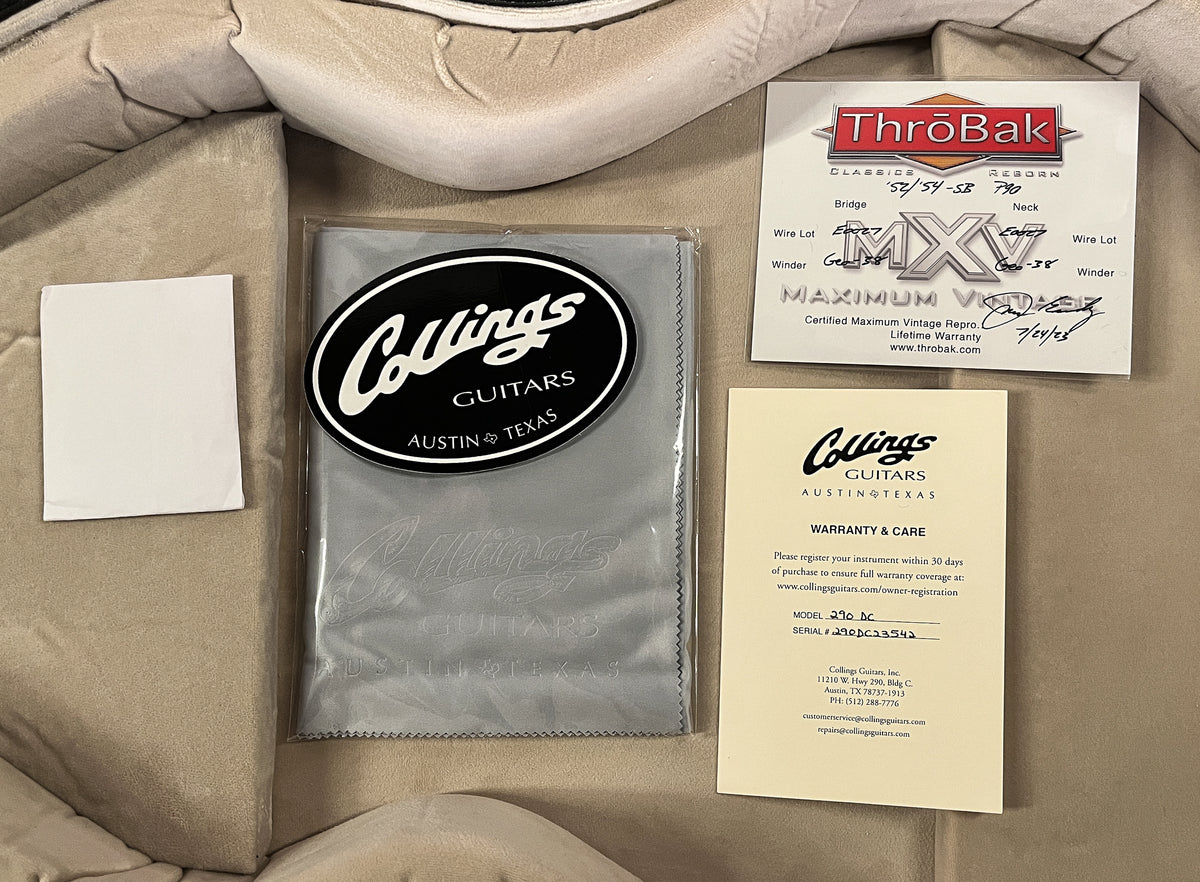 Collings
GUITARS
AUSTIN TEXAS
Collings
GUITARS
AUSTIN TEXAS
ThrōBak
CLASSICS REBORN
'52/'54-SB P90
Bridge Neck
Wire Lot Wire Lot
MXV
Winder Geo-38 Geo-38 Winder
MAXIMUM VINTAGE
Certified Maximum Vintage Repro.
Lifetime Warranty
7/24/23
www.throbak.com
Collings
GUITARS
AUSTIN TEXAS
WARRANTY & CARE
Please register your instrument within 30 days
of purchase to ensure full warranty coverage at:
www.collingsguitars.com/owner-registration
MODEL 290 DC
SERIAL # 290DC23542
Collings Guitars, Inc.
11210 W. Hwy 290, Bldg C.
Austin, TX 78737-1913
PH: (512) 288-7776
customerservice@collingsguitars.com
repairs@collingsguitars.com